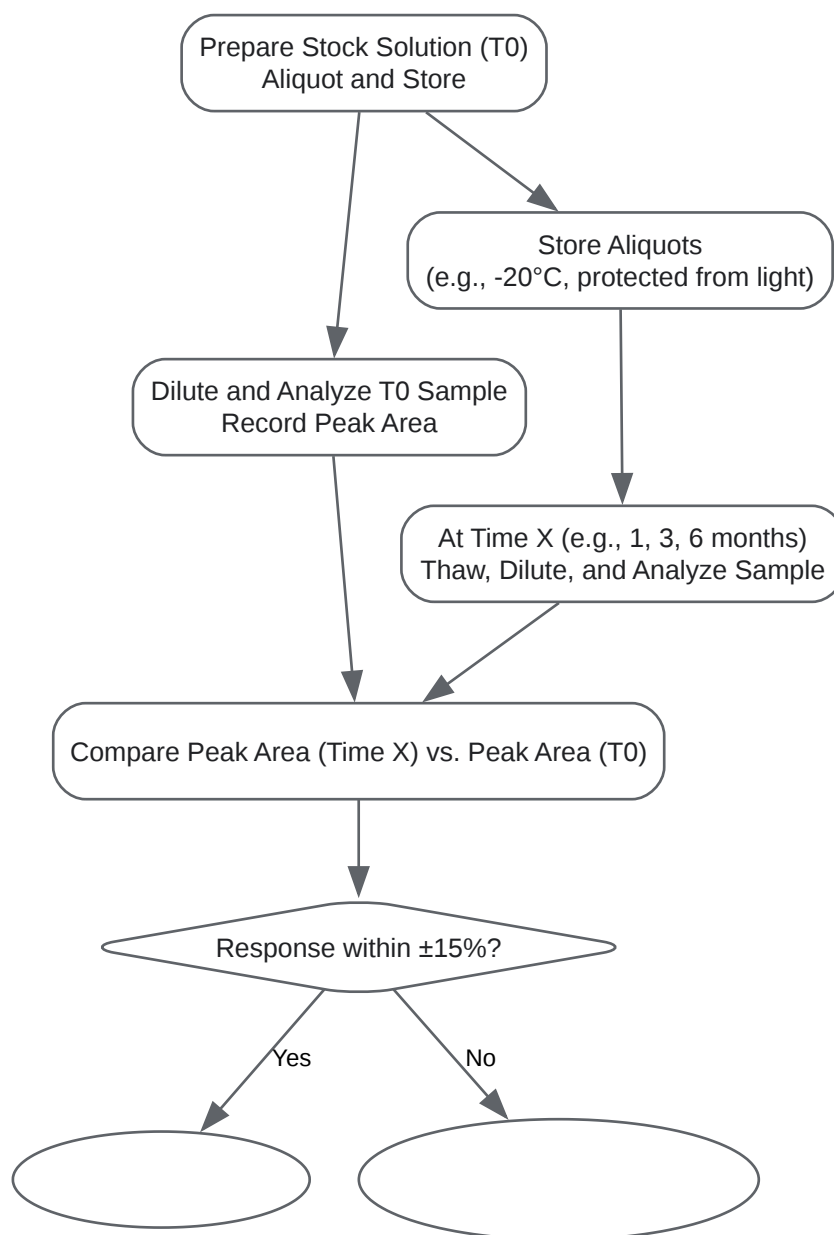 Prepare Stock Solution (T0)
Aliquot and Store
Store Aliquots
(e.g., -20°C, protected from light)
Dilute and Analyze T0 Sample
Record Peak Area
At Time X (e.g., 1, 3, 6 months)
Thaw, Dilute, and Analyze Sample
Compare Peak Area (Time X) vs. Peak Area (T0)
Response within ±15%?
Yes
No